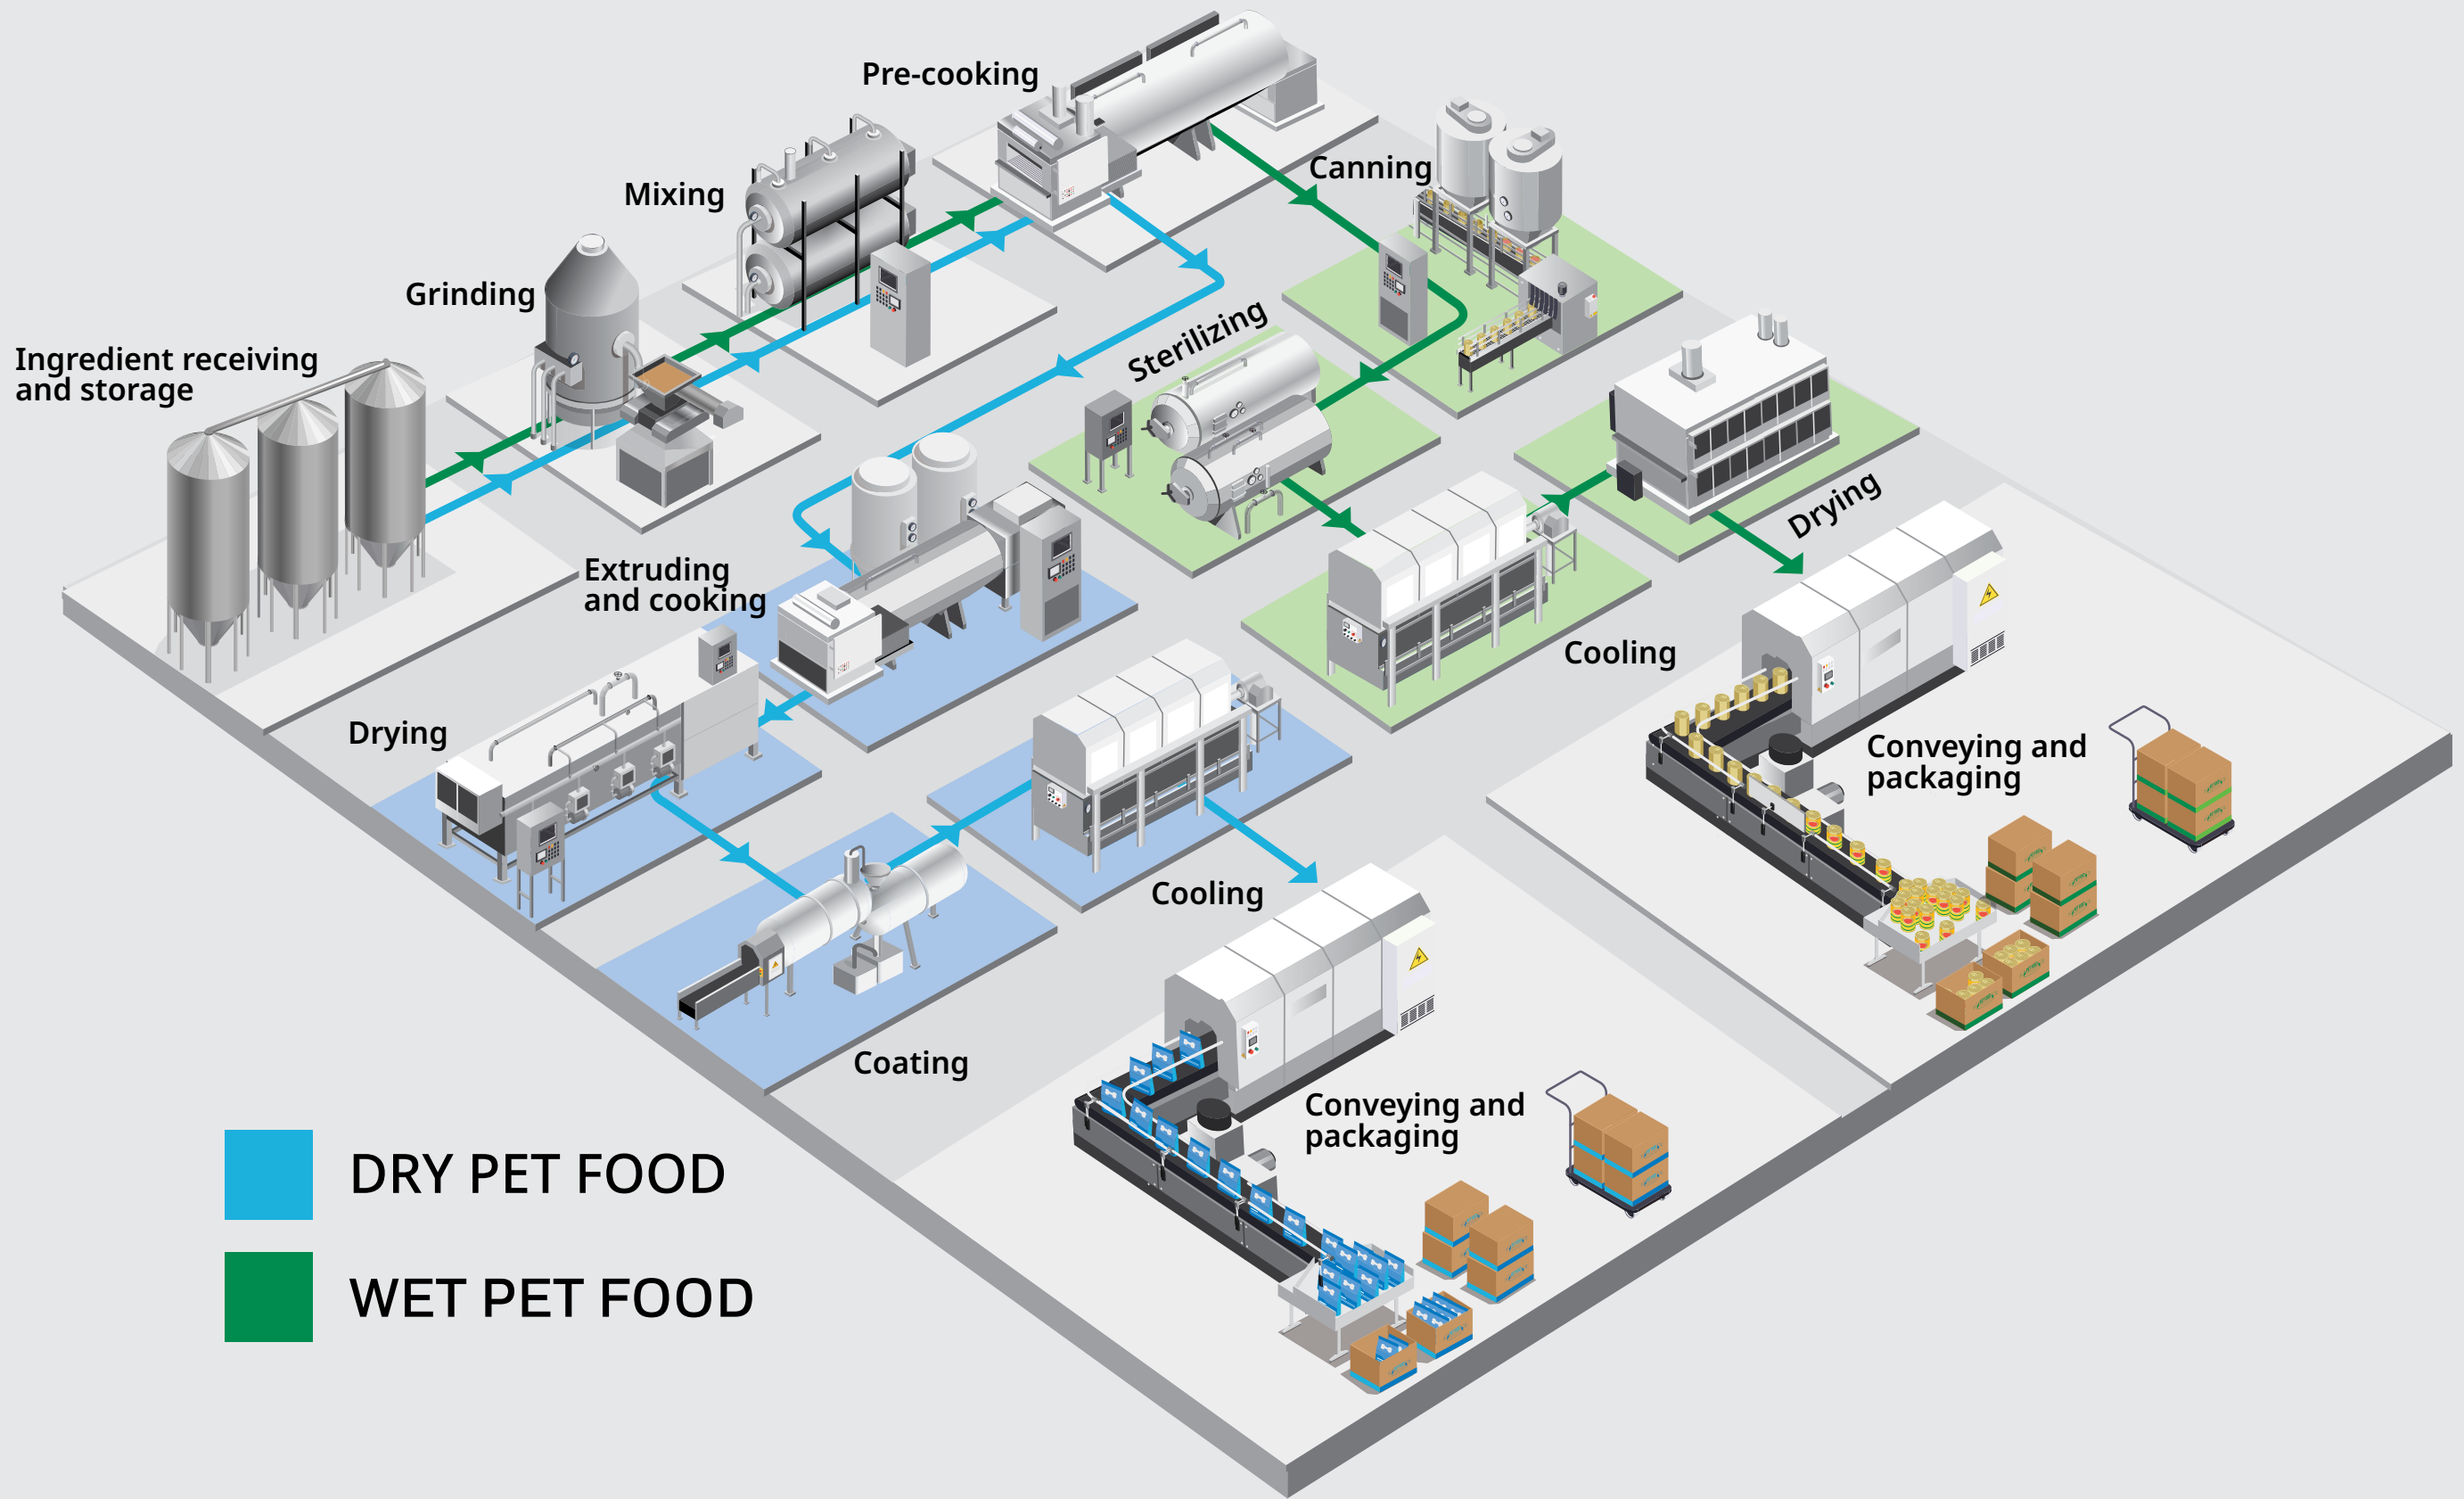 Pre-cooking
Canning
Mixing
Grinding
Ingredient receiving
and storage
Sterilizing
Drying
Extruding
and cooking
Cooling
Drying
Conveying and
packaging
Cooling
Coating
Conveying and
packaging
DRY PET FOOD
WET PET FOOD